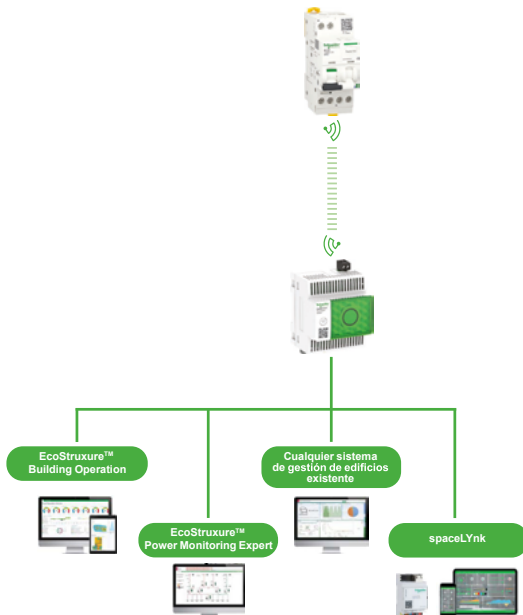 EcoStruxure™
Building Operation
Cualquier sistema
de gestión de edificios
existente
EcoStruxure™
Power Monitoring Expert
spaceLYnk